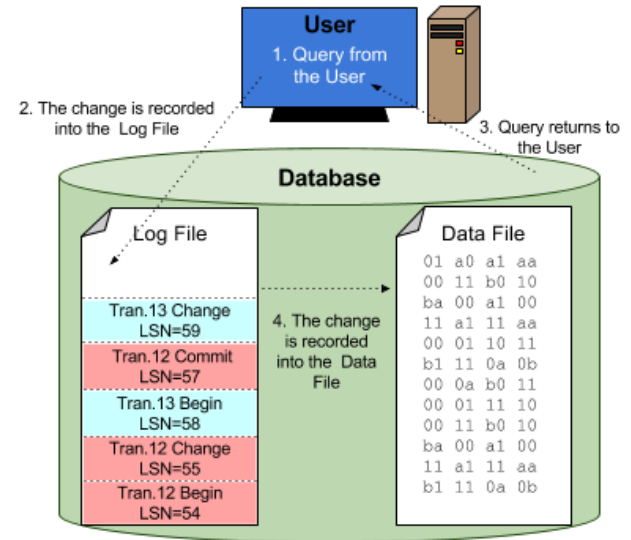 User
1. Query from
the User
2. The change is recorded
into the Log File
3. Query returns to
the User
Database
Log File
Tran.13 Change
LSN=59
Tran.12 Commit
LSN=57
Tran.13 Begin
LSN=58
Tran.12 Change
LSN=55
Tran.12 Begin
LSN=54
4. The change
is recorded
into the Data
File
Data File
01 a0 a1 aa
00 11 b0 10
ba 00 a1 00
11 a1 11 aa
00 01 10 11
b1 11 0a 0b
00 0a b0 11
00 01 11 10
00 11 b0 10
ba 00 a1 00
11 a1 11 aa
b1 11 0a 0b